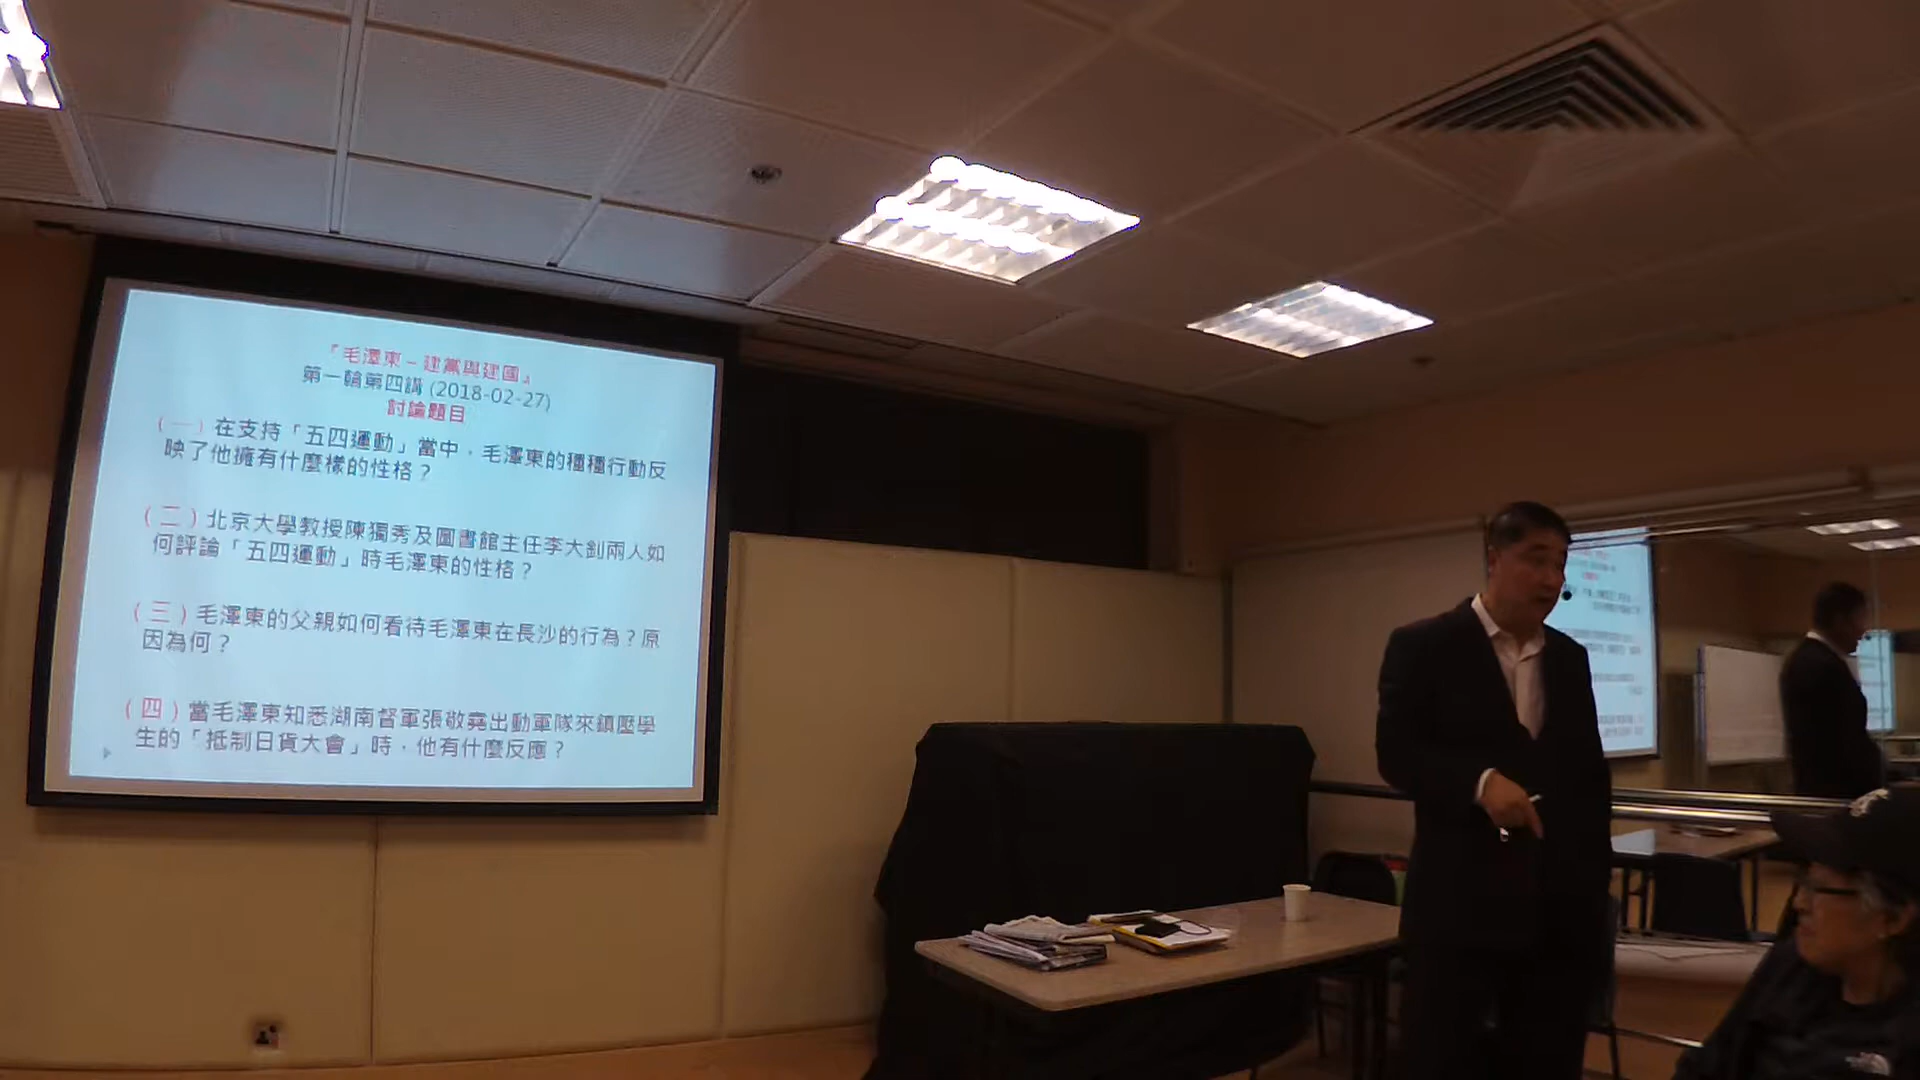 『毛澤東－建黨與建國』
第一輪第四講 (2018-02-27)
討論題目
（一）在支持「五四運動」當中，毛澤東的種種行動反
映了他擁有什麼樣的性格？
（二）北京大學教授陳獨秀及圖書館主任李大釗兩人如
何評論「五四運動」時毛澤東的性格？
（三）毛澤東的父親如何看待毛澤東在長沙的行為？原
因為何？
（四）當毛澤東知悉湖南督軍張敬堯出動軍隊來鎮壓學
生的「抵制日貨大會」時，他有什麼反應？